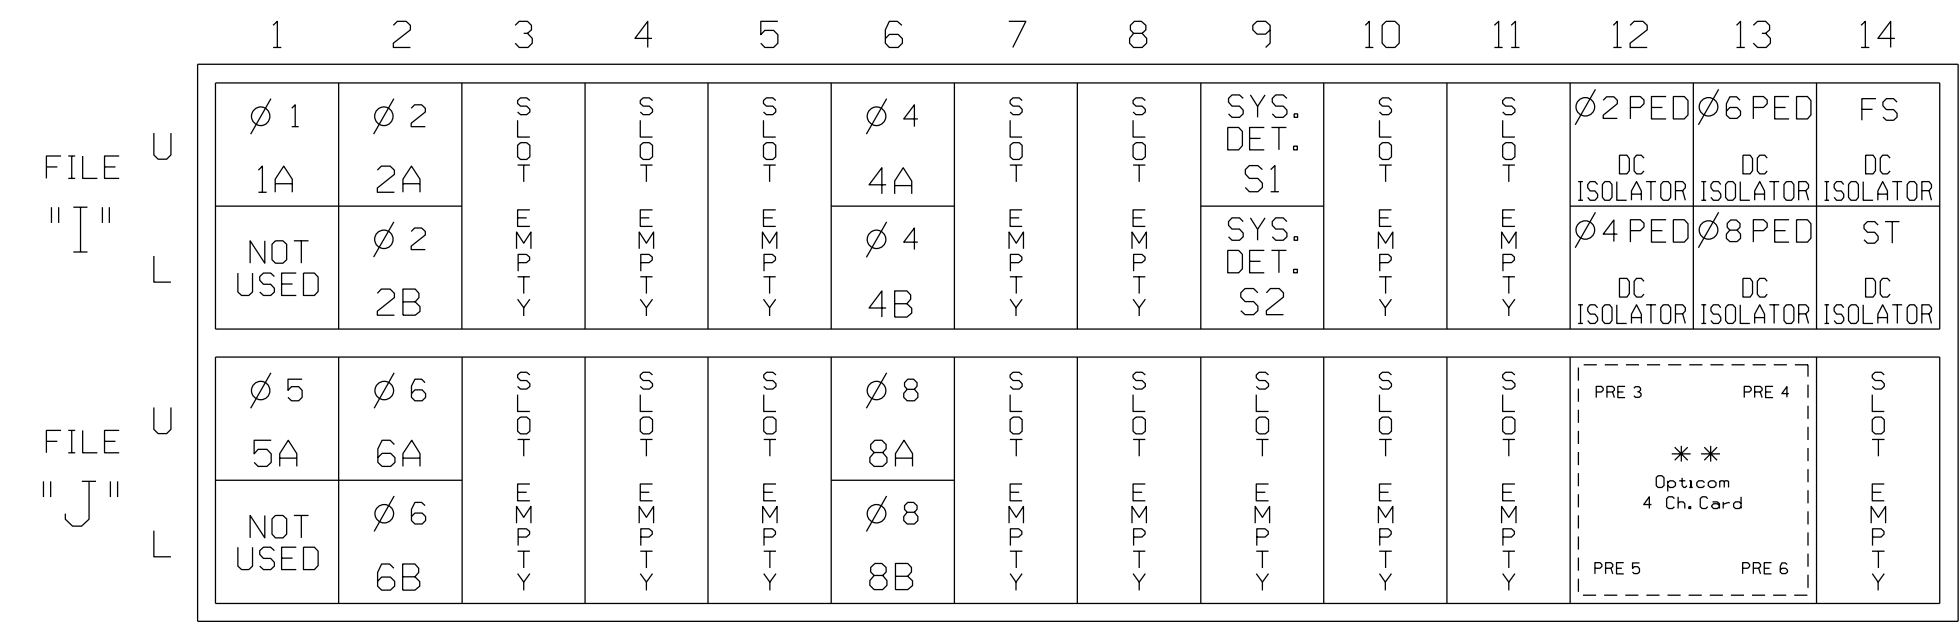 1 2 3 4 5 6 7 8 9 10 11 12 13 14
FILE "I"
U
L
Ø 1
1A
Ø 2
2A
SLOT EMPTY
SLOT EMPTY
SLOT EMPTY
Ø 4
4A
SLOT EMPTY
SLOT EMPTY
SYS.
DET.
S1
SLOT EMPTY
SLOT EMPTY
Ø2 PED
DC
ISOLATOR
Ø6 PED
DC
ISOLATOR
FS
DC
ISOLATOR
NOT
USED
Ø 2
2B
Ø 4
4B
SYS.
DET.
S2
Ø4 PED
DC
ISOLATOR
Ø8 PED
DC
ISOLATOR
ST
DC
ISOLATOR
FILE "J"
U
L
Ø 5
5A
Ø 6
6A
SLOT EMPTY
SLOT EMPTY
SLOT EMPTY
Ø 8
8A
SLOT EMPTY
SLOT EMPTY
SLOT EMPTY
SLOT EMPTY
SLOT EMPTY
PRE 3 PRE 4
**
Opticom
4 Ch. Card
PRE 5 PRE 6
SLOT EMPTY
NOT
USED
Ø 6
6B
Ø 8
8B